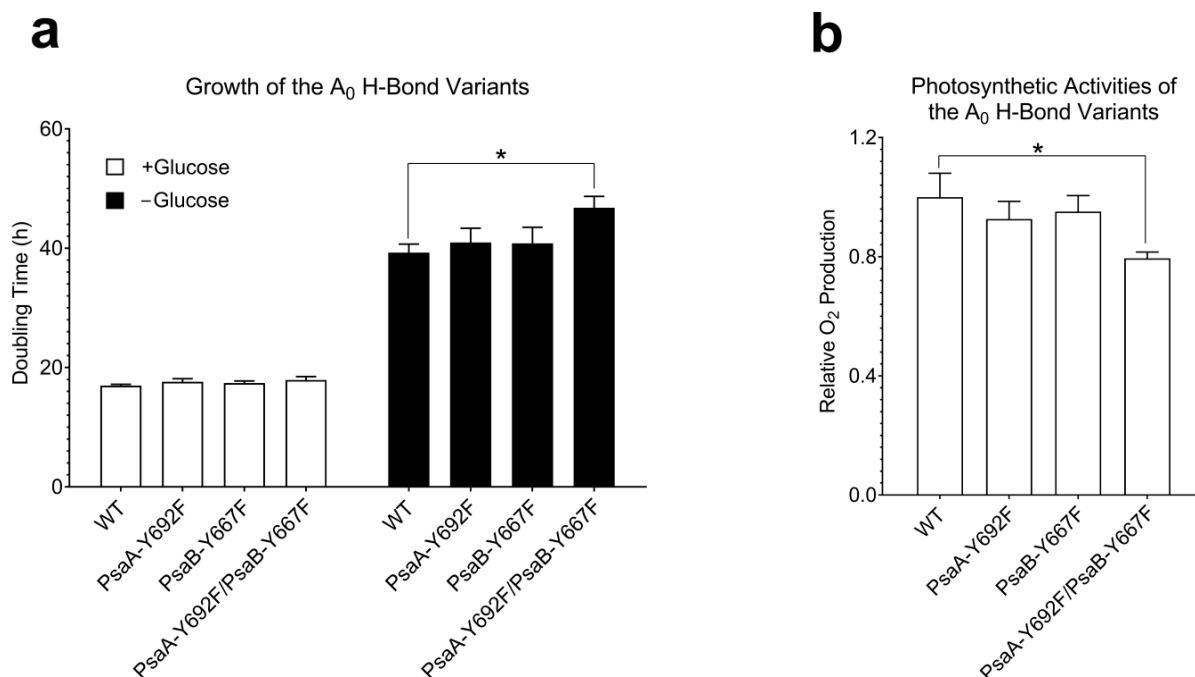 a
Growth of the A0 H-Bond Variants
60
40
20
0
Doubling Time (h)
+Glucose
−Glucose
*
WT
PsaA-Y692F
PsaB-Y667F
PsaA-Y692F/PsaB-Y667F
WT
PsaA-Y692F
PsaB-Y667F
PsaA-Y692F/PsaB-Y667F
b
Photosynthetic Activities of
the A0 H-Bond Variants
1.2
0.8
0.4
0.0
Relative O2 Production
*
WT
PsaA-Y692F
PsaB-Y667F
PsaA-Y692F/PsaB-Y667F